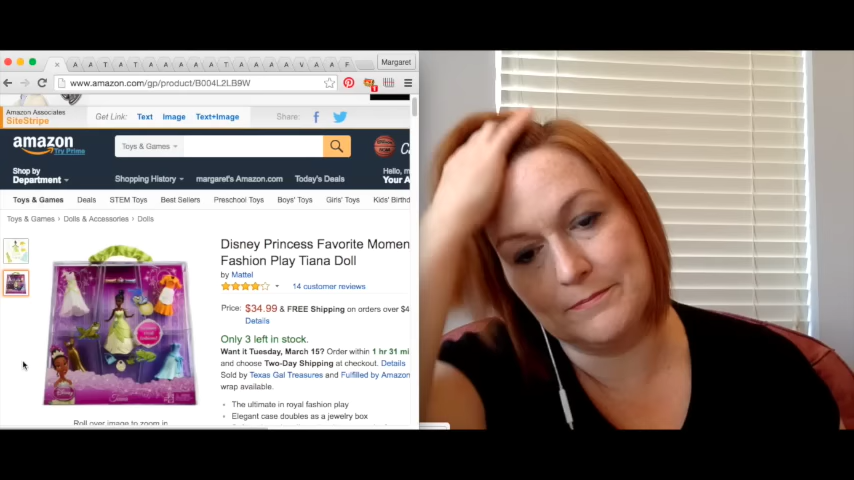 A A T A T A A A A T A A A V A A F
Margaret
www.amazon.com/gp/product/B004L2LB9W
Amazon Associates
SiteStripe
Get Link: Text Image Text+Image Share:
amazon
Try Prime
Toys & Games
Shop by
Department
Shopping History margaret's Amazon.com Today's Deals
Hello, m
Your A
Toys & Games Deals STEM Toys Best Sellers Preschool Toys Boys' Toys Girls' Toys Kids' Birthd
Toys & Games › Dolls & Accessories › Dolls
Disney Princess Favorite Momen
Fashion Play Tiana Doll
by Mattel
14 customer reviews
Price: $34.99 & FREE Shipping on orders over $4
Details
Only 3 left in stock.
Want it Tuesday, March 15? Order within 1 hr 31 mi
and choose Two-Day Shipping at checkout. Details
Sold by Texas Gal Treasures and Fulfilled by Amazon
wrap available.
• The ultimate in royal fashion play
• Elegant case doubles as a jewelry box
Roll over image to zoom in